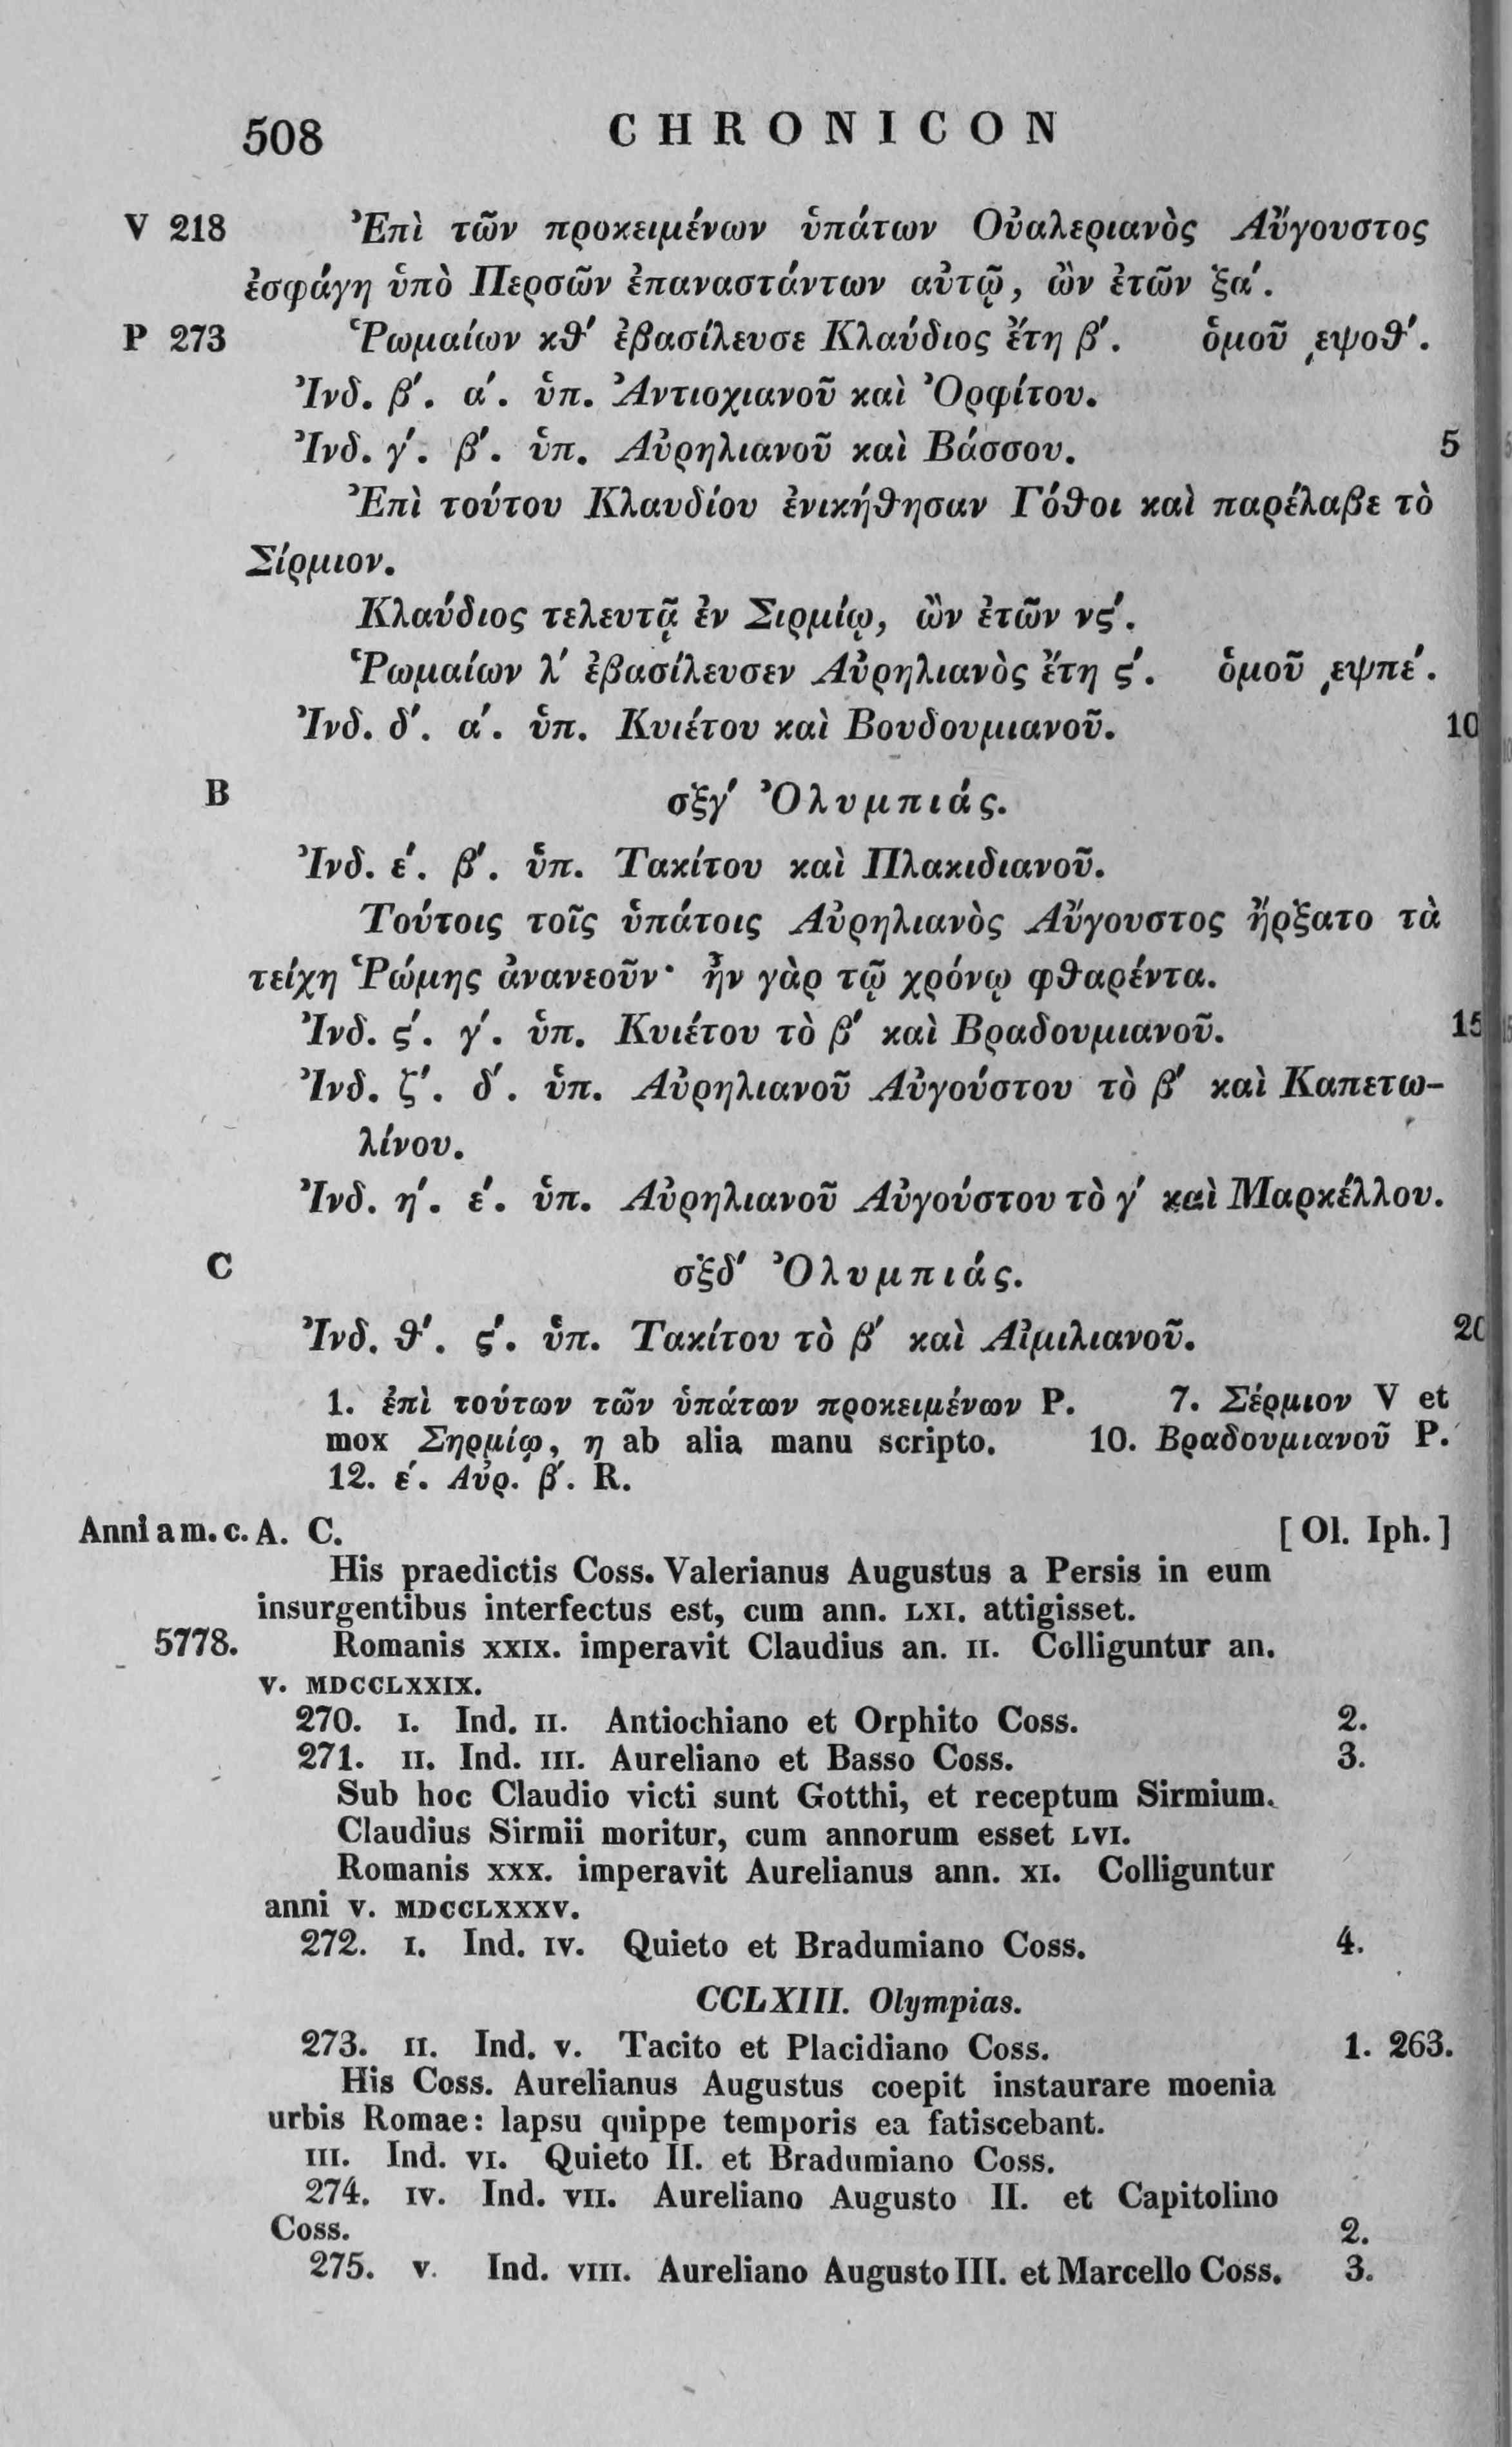 508 CHRONICON
V 218 Ἐπὶ τῶν προκειμένων ὑπάτων Οὐαλεριανὸς Αὔγουστος
ἐσφάγη ὑπὸ Περσῶν ἐπαναστάντων αὐτῷ, ὢν ἐτῶν ξα΄.
P 273 Ῥωμαίων κθ΄ ἐβασίλευσε Κλαύδιος ἔτη β΄. ὁμοῦ ͵εψοθ΄.
Ἰνδ. β΄. α΄. ὑπ. Ἀντιοχιανοῦ καὶ Ὀρφίτου.
Ἰνδ. γ΄. β΄. ὑπ. Αὐρηλιανοῦ καὶ Βάσσου. 5
Ἐπὶ τούτου Κλαυδίου ἐνικήθησαν Γόθοι καὶ παρέλαβε τὸ
Σίρμιον.
Κλαύδιος τελευτᾷ ἐν Σιρμίῳ, ὢν ἐτῶν νς΄.
Ῥωμαίων λ΄ ἐβασίλευσεν Αὐρηλιανὸς ἔτη ς΄. ὁμοῦ ͵εψπε΄.
Ἰνδ. δ΄. α΄. ὑπ. Κυιέτου καὶ Βουδουμιανοῦ. 10
B σξγ΄ Ὀλυμπιάς.
Ἰνδ. ε΄. β΄. ὑπ. Τακίτου καὶ Πλακιδιανοῦ.
Τούτοις τοῖς ὑπάτοις Αὐρηλιανὸς Αὔγουστος ἤρξατο τὰ
τείχη Ῥώμης ἀνανεοῦν· ἦν γὰρ τῷ χρόνῳ φθαρέντα.
Ἰνδ. ς΄. γ΄. ὑπ. Κυιέτου τὸ β΄ καὶ Βραδουμιανοῦ. 15
Ἰνδ. ζ΄. δ΄. ὑπ. Αὐρηλιανοῦ Αὐγούστου τὸ β΄ καὶ Καπετω-
λίνου.
Ἰνδ. η΄. ε΄. ὑπ. Αὐρηλιανοῦ Αὐγούστου τὸ γ΄ καὶ Μαρκέλλου.
C σξδ΄ Ὀλυμπιάς.
Ἰνδ. θ΄. ς΄. ὑπ. Τακίτου τὸ β΄ καὶ Αἰμιλιανοῦ. 20
1. ἐπὶ τούτων τῶν ὑπάτων προκειμένων P. 7. Σέρμιον V et
mox Σηρμίῳ, η ab alia manu scripto. 10. Βραδουμιανοῦ P.
12. ε΄. Αὐρ. β΄. R.
Anni a m. c. A. C. [Ol. Iph.]
His praedictis Coss. Valerianus Augustus a Persis in eum
insurgentibus interfectus est, cum ann. LXI. attigisset.
5778. Romanis XXIX. imperavit Claudius an. II. Colliguntur an.
V. MDCCLXXIX.
270. I. Ind. II. Antiochiano et Orphito Coss. 2.
271. II. Ind. III. Aureliano et Basso Coss. 3.
Sub hoc Claudio victi sunt Gotthi, et receptum Sirmium.
Claudius Sirmii moritur, cum annorum esset LVI.
Romanis XXX. imperavit Aurelianus ann. XI. Colliguntur
anni V. MDCCLXXXV.
272. I. Ind. IV. Quieto et Bradumiano Coss. 4.
CCLXIII. Olympias.
273. II. Ind. V. Tacito et Placidiano Coss. 1. 263.
His Coss. Aurelianus Augustus coepit instaurare moenia
urbis Romae: lapsu quippe temporis ea fatiscebant.
III. Ind. VI. Quieto II. et Bradumiano Coss.
274. IV. Ind. VII. Aureliano Augusto II. et Capitolino
Coss. 2.
275. V. Ind. VIII. Aureliano Augusto III. et Marcello Coss. 3.